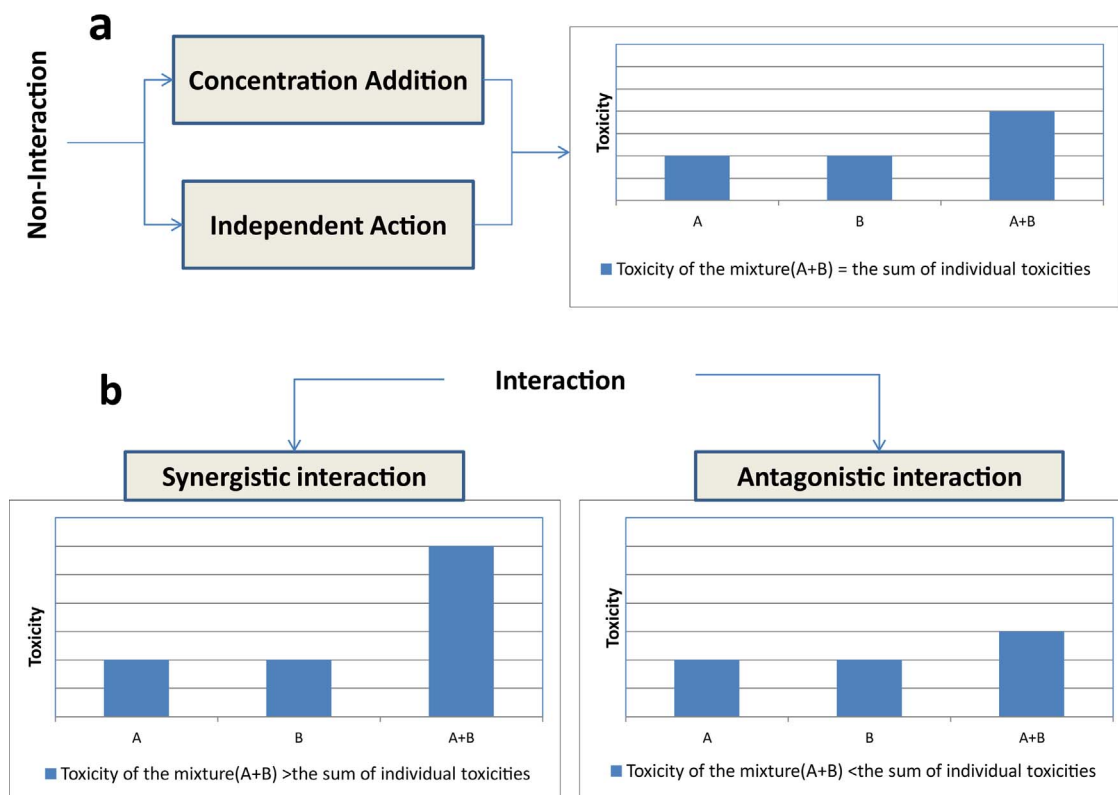 a
Non-Interaction
Concentration Addition
Independent Action
Toxicity
A B A+B
Toxicity of the mixture(A+B) = the sum of individual toxicities
b
Interaction
Synergistic interaction
Toxicity
A B A+B
Toxicity of the mixture(A+B) >the sum of individual toxicities
Antagonistic interaction
Toxicity
A B A+B
Toxicity of the mixture(A+B) <the sum of individual toxicities